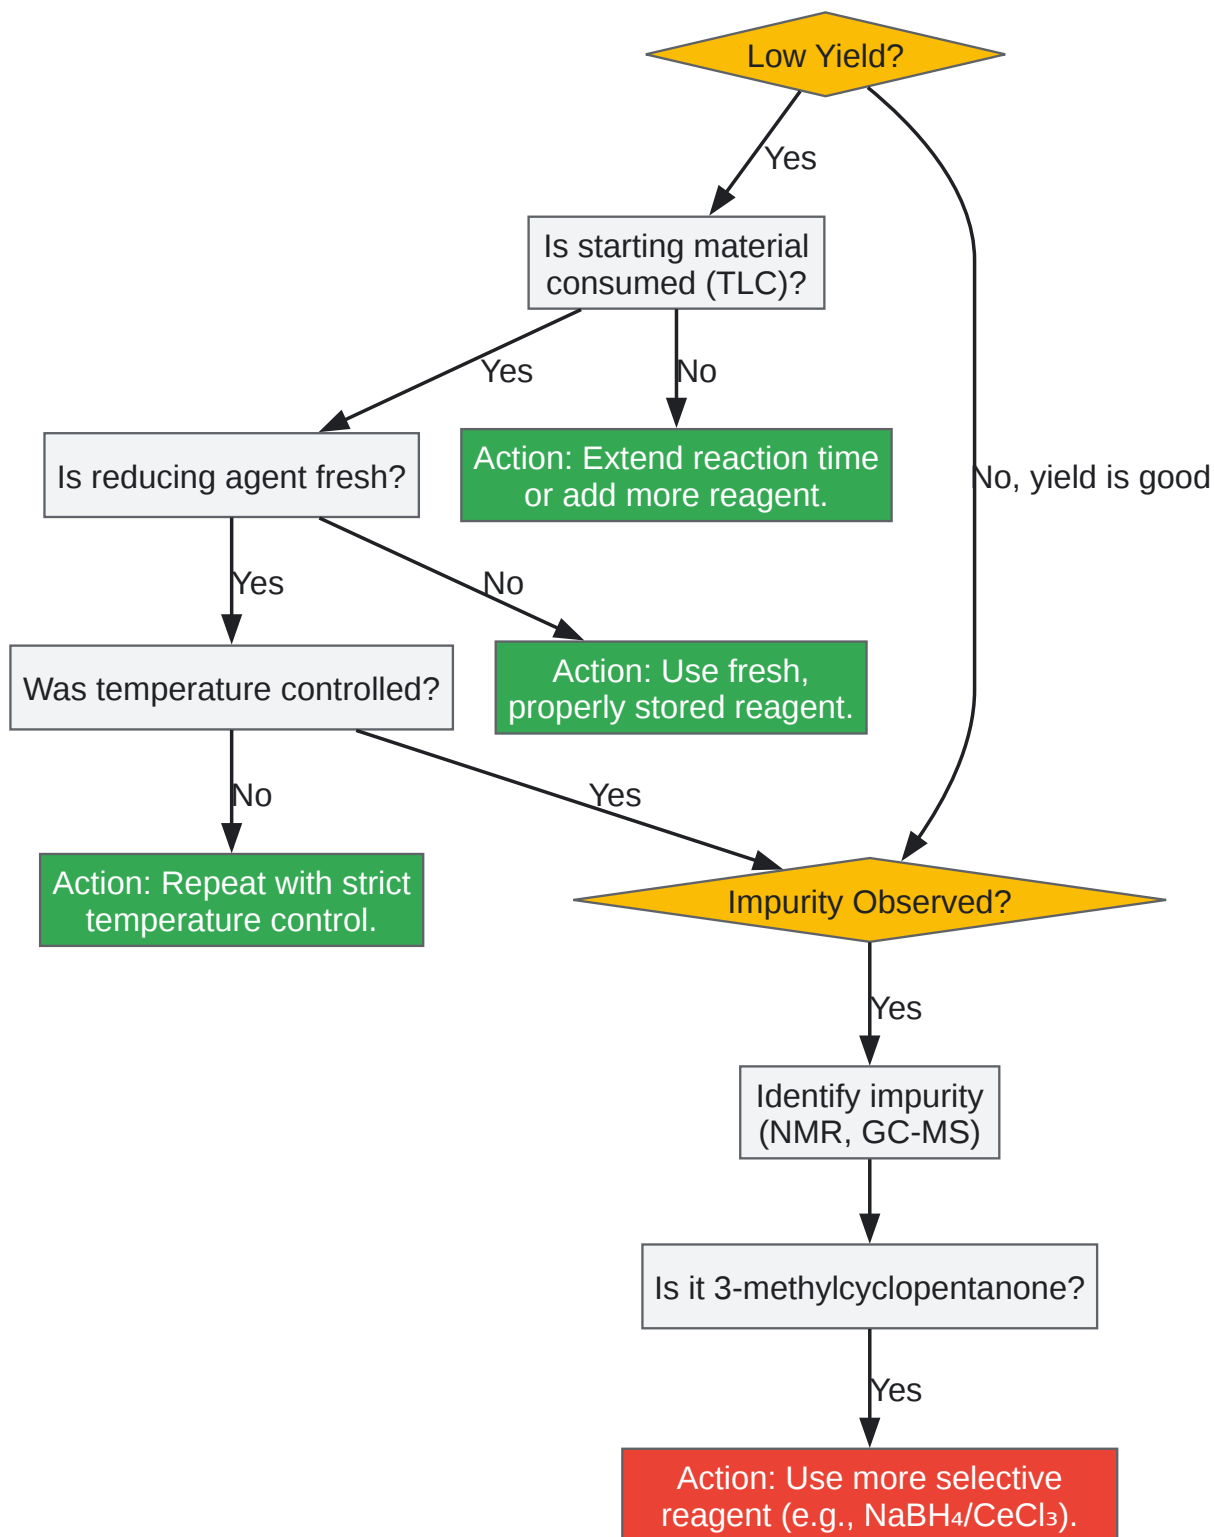 Low Yield?
Yes
Is starting material
consumed (TLC)?
Yes
No
Is reducing agent fresh?
Action: Extend reaction time
or add more reagent.
No, yield is good
Yes
No
Was temperature controlled?
Action: Use fresh,
properly stored reagent.
No
Yes
Action: Repeat with strict
temperature control.
Impurity Observed?
Yes
Identify impurity
(NMR, GC-MS)
Is it 3-methylcyclopentanone?
Yes
Action: Use more selective
reagent (e.g., NaBH₄/CeCl₃).